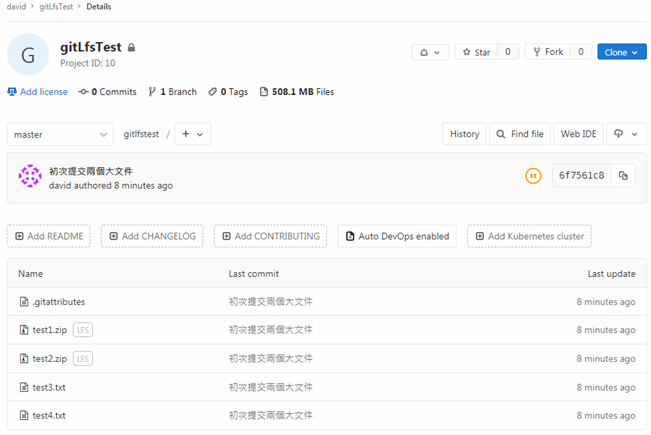 david > gitLfsTest > Details
G
gitLfsTest
Project ID: 10
Star 0
Fork 0
Clone
Add license
0 Commits
1 Branch
0 Tags
508.1 MB Files
master
gitlfstest / +
History
Find file
Web IDE
初次提交兩個大文件
david authored 8 minutes ago
6f7561c8
Add README
Add CHANGELOG
Add CONTRIBUTING
Auto DevOps enabled
Add Kubernetes cluster
Name Last commit Last update
.gitattributes 初次提交兩個大文件 8 minutes ago
test1.zip LFS 初次提交兩個大文件 8 minutes ago
test2.zip LFS 初次提交兩個大文件 8 minutes ago
test3.txt 初次提交兩個大文件 8 minutes ago
test4.txt 初次提交兩個大文件 8 minutes ago